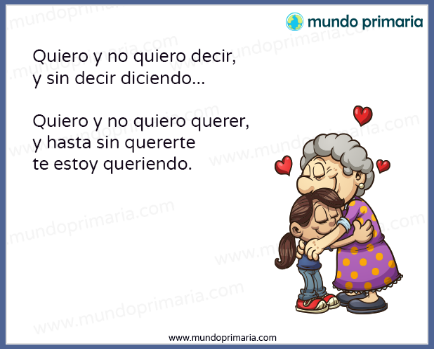 mundo primaria
Quiero y no quiero decir,
y sin decir diciendo...
Quiero y no quiero querer,
y hasta sin quererte
te estoy queriendo.
www.mundoprimaria.com